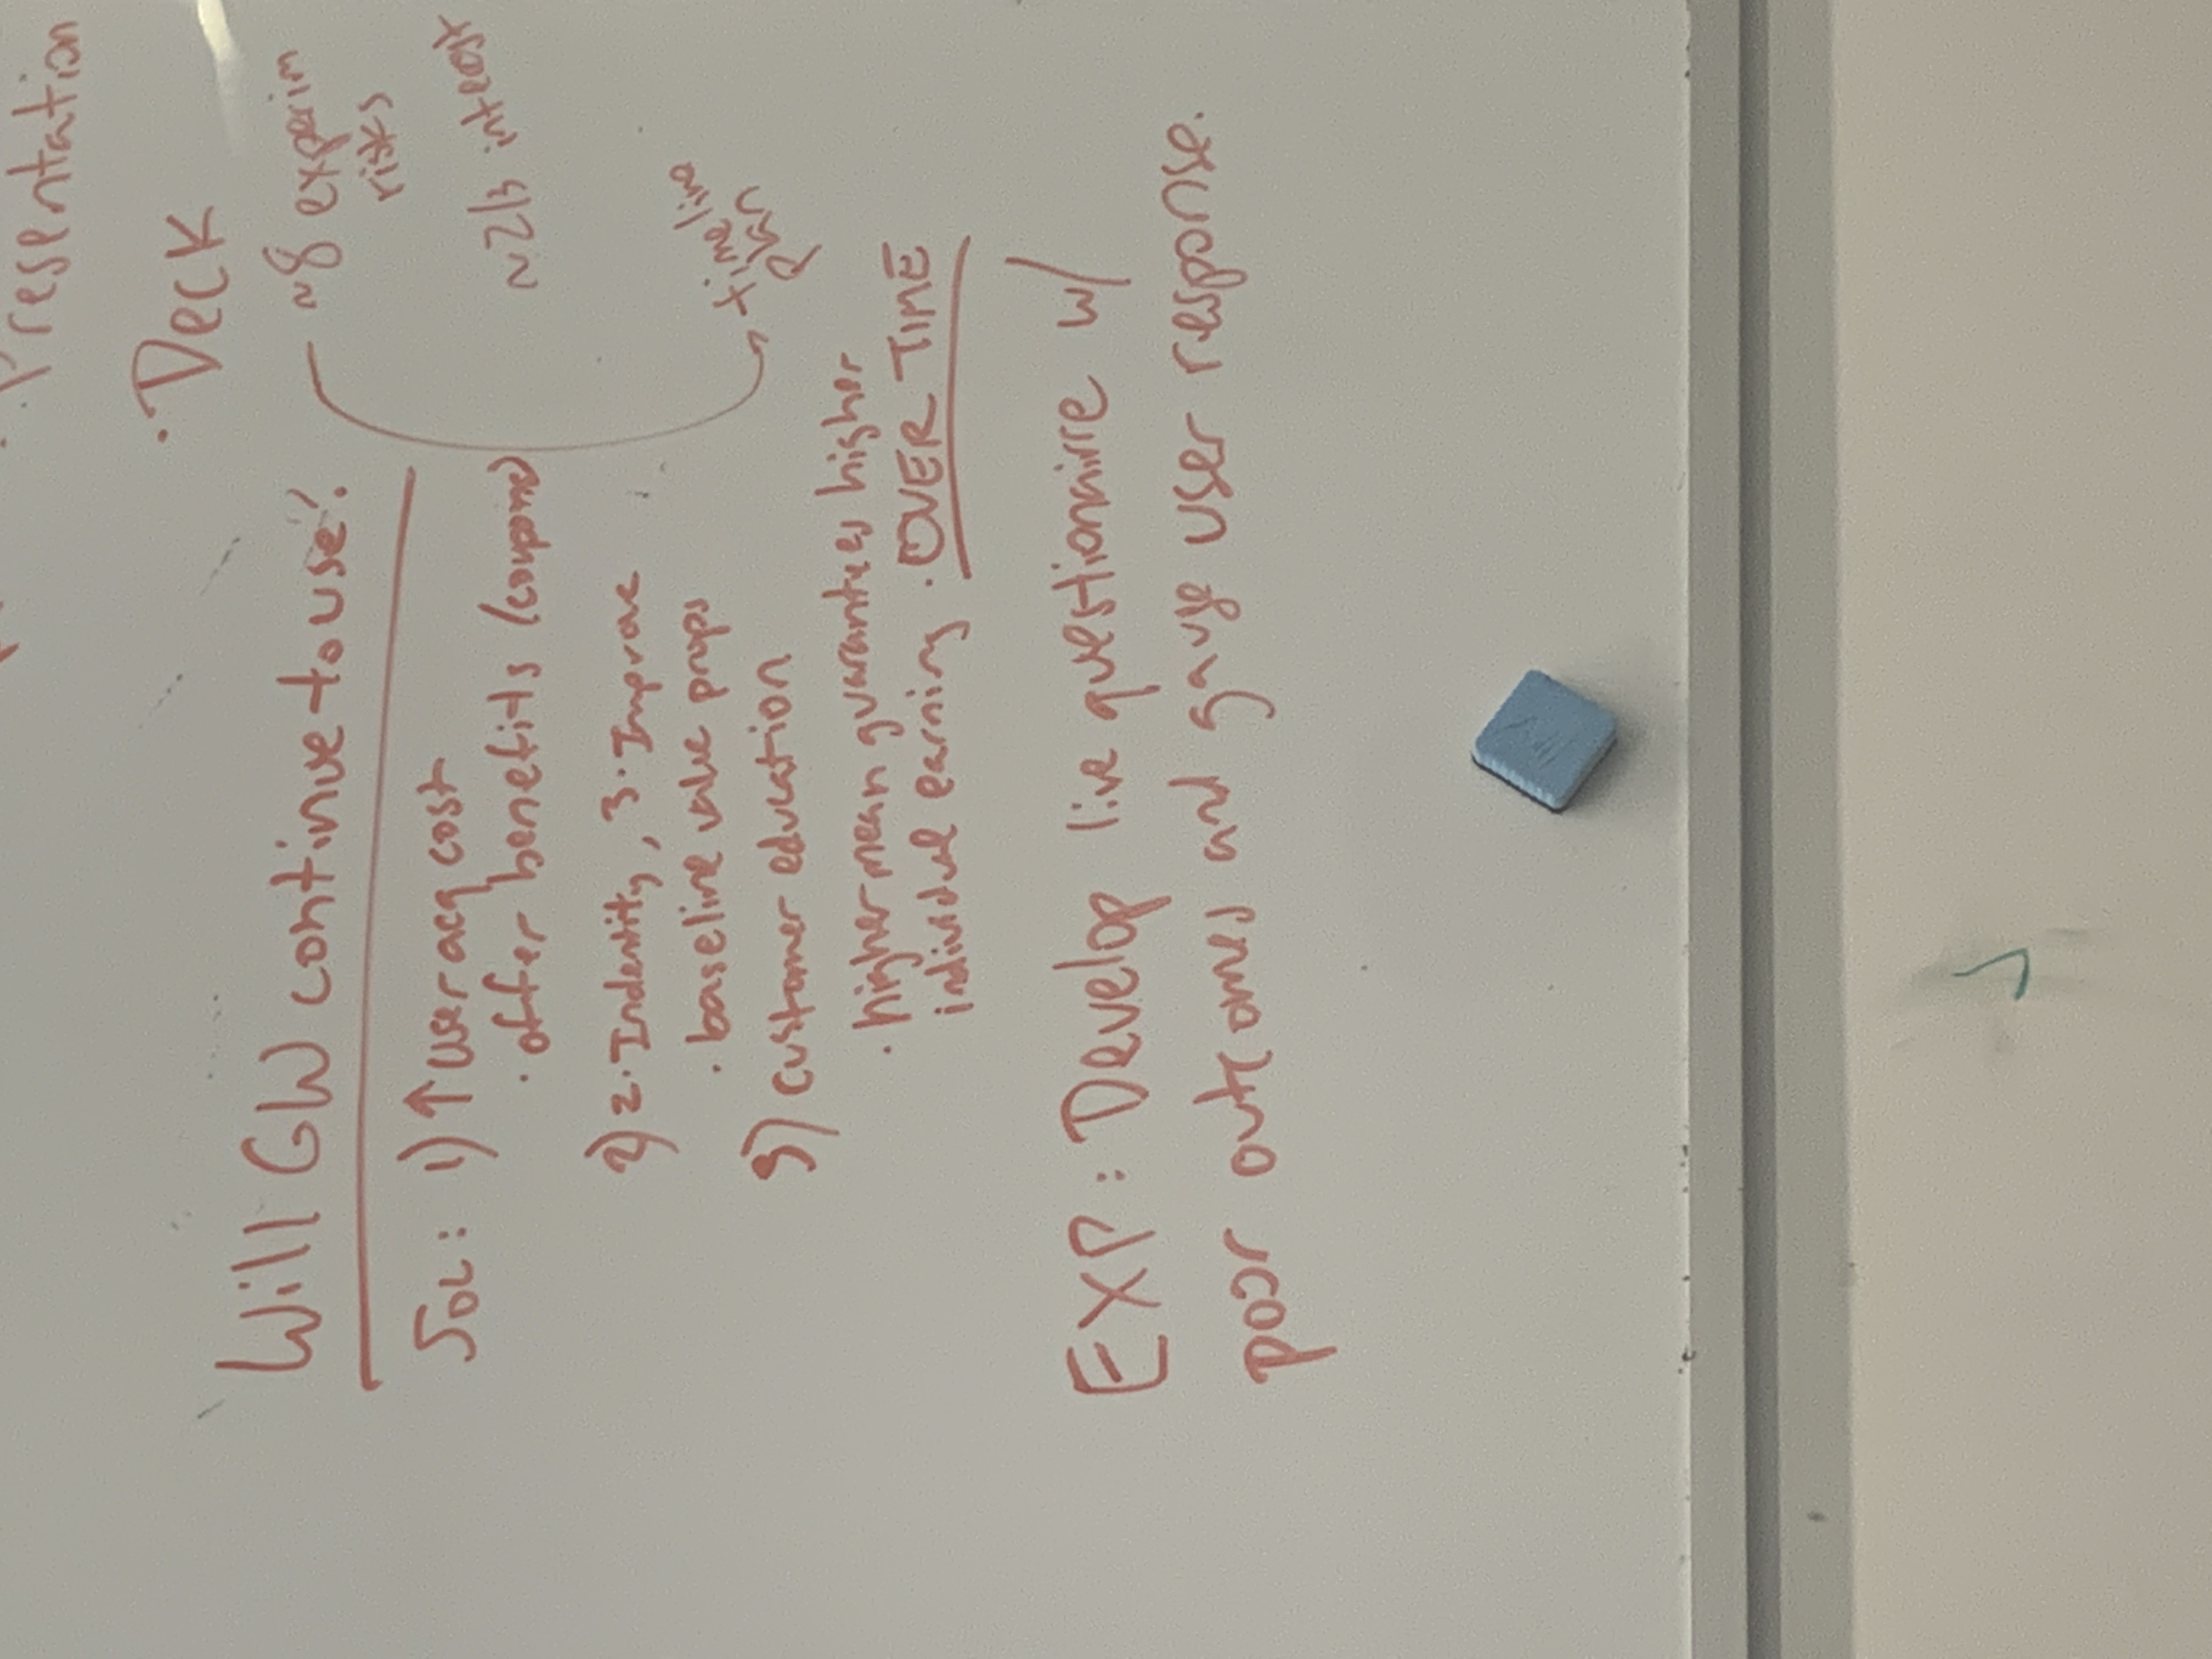 · Presentation
· Deck
Will GW continue to use?
~8 experim
risks
SOL: 1) ↑ user acq cost
· offer benefits (coupons)
~2/3 interest
2) 2. Indentity, 3. Improve
· baseline value props
timeline
plan
3) customer education
· higher mean guarantees higher
individual earning · OVER TIME
EXP: Develop live questionairre w/
poor outcomes and gauge user response.